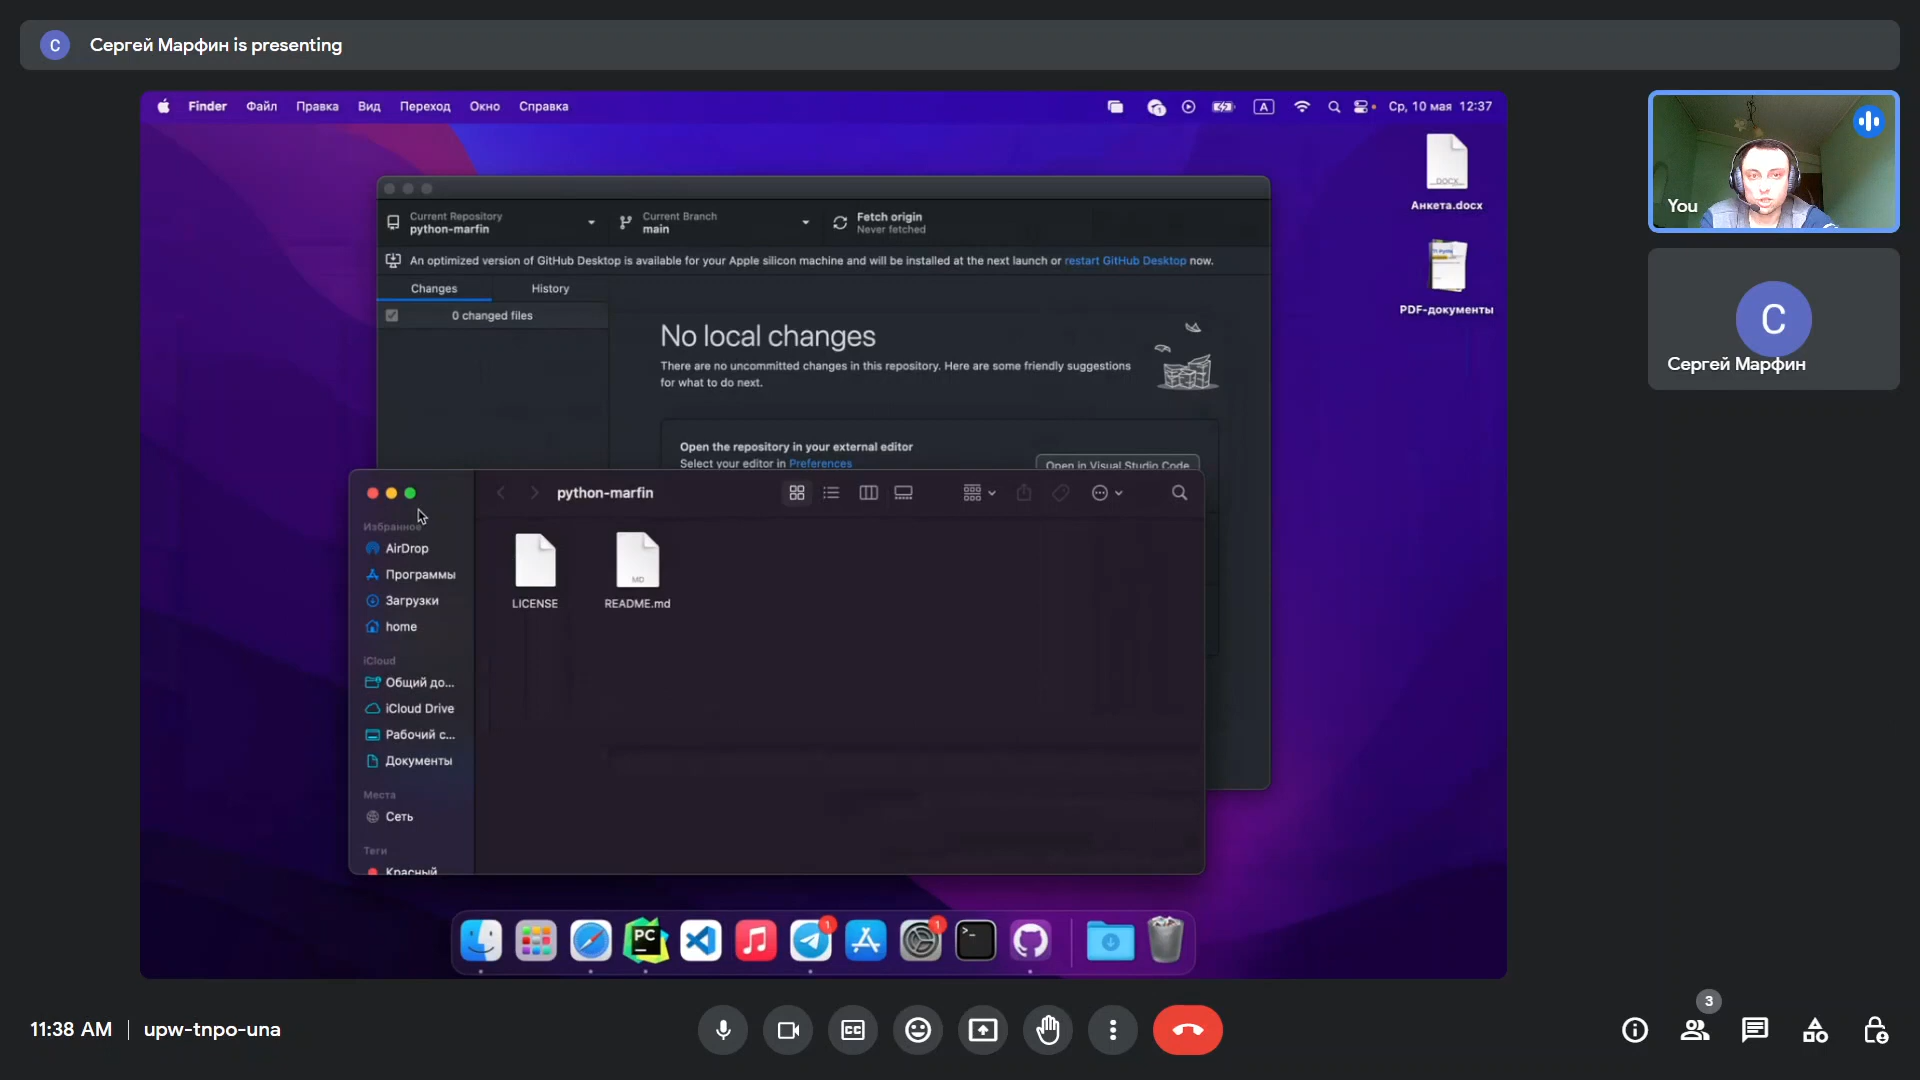 С
Сергей Марфин is presenting
Finder Файл Правка Вид Переход Окно Справка
A
Ср, 10 мая 12:37
DOCX
Анкета.docx
PDF-документы
Current Repository
python-marfin
Current Branch
main
Fetch origin
Never fetched
An optimized version of GitHub Desktop is available for your Apple silicon machine and will be installed at the next launch or restart GitHub Desktop now.
Changes
History
0 changed files
No local changes
There are no uncommitted changes in this repository. Here are some friendly suggestions
for what to do next.
Open the repository in your external editor
Select your editor in Preferences
Open in Visual Studio Code
python-marfin
Избранное
AirDrop
Программы
Загрузки
home
iCloud
Общий до...
iCloud Drive
Рабочий с...
Документы
Места
Сеть
Теги
Красный
LICENSE
MD
README.md
PC
1
1
You
С
Сергей Марфин
11:38 AM | upw-tnpo-una
3